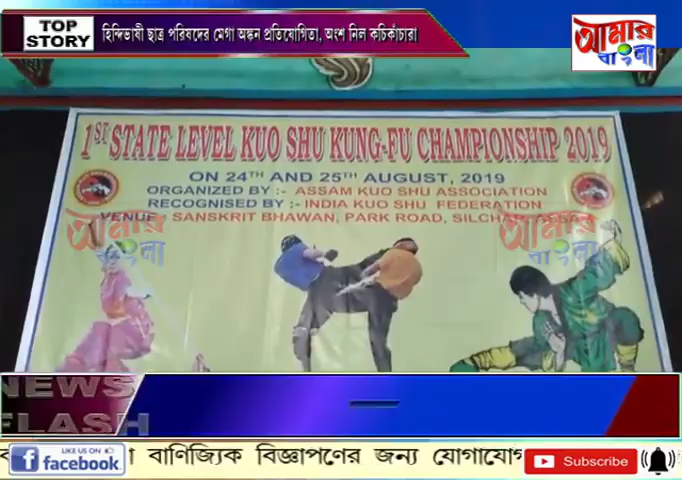 TOP STORY
হিন্দিভাষী ছাত্র পরিষদের মেগা অঙ্কন প্রতিযোগিতা, অংশ নিল কচিকাঁচারা
আমার বাংলা
1ST STATE LEVEL KUO SHU KUNG-FU CHAMPIONSHIP 2019
ON 24TH AND 25TH AUGUST, 2019
ORGANIZED BY :- ASSAM KUO SHU ASSOCIATION
RECOGNISED BY :- INDIA KUO SHU FEDERATION
VENUE :- SANSKRIT BHAWAN, PARK ROAD,
আমার বাংলা
আমার বাংলা
NEWS FLASH
LIKE US ON facebook.
বাণিজ্যিক বিজ্ঞাপণের জন্য
Subscribe